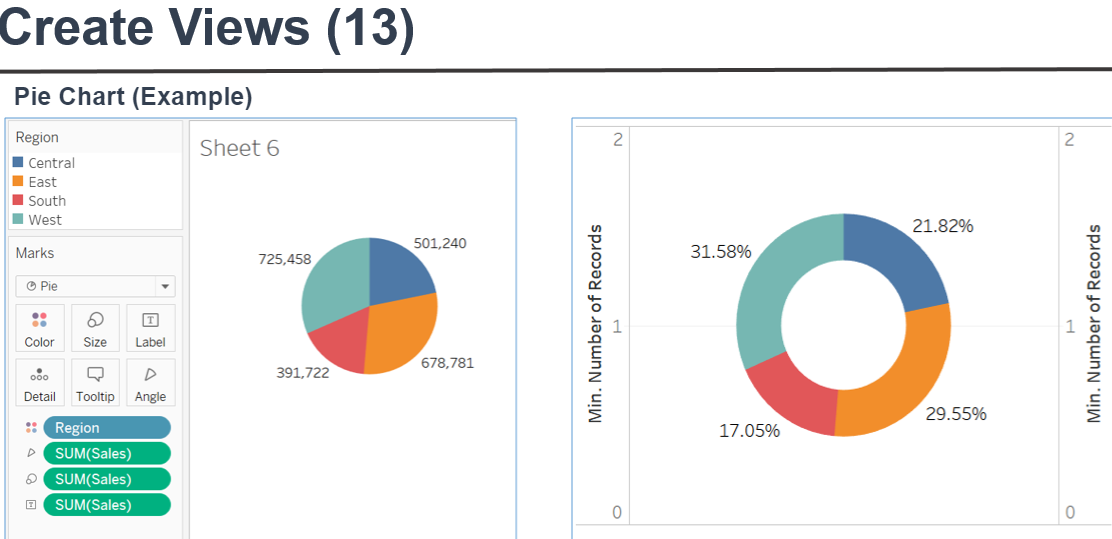 Create Views (13)
Pie Chart (Example)
Region
Central
East
South
West
Marks
Pie
Color
Size
Label
Detail
Tooltip
Angle
Region
SUM(Sales)
SUM(Sales)
SUM(Sales)
Sheet 6
725,458
501,240
391,722
678,781
2
1
0
Min. Number of Records
31.58%
21.82%
17.05%
29.55%
2
1
0
Min. Number of Records